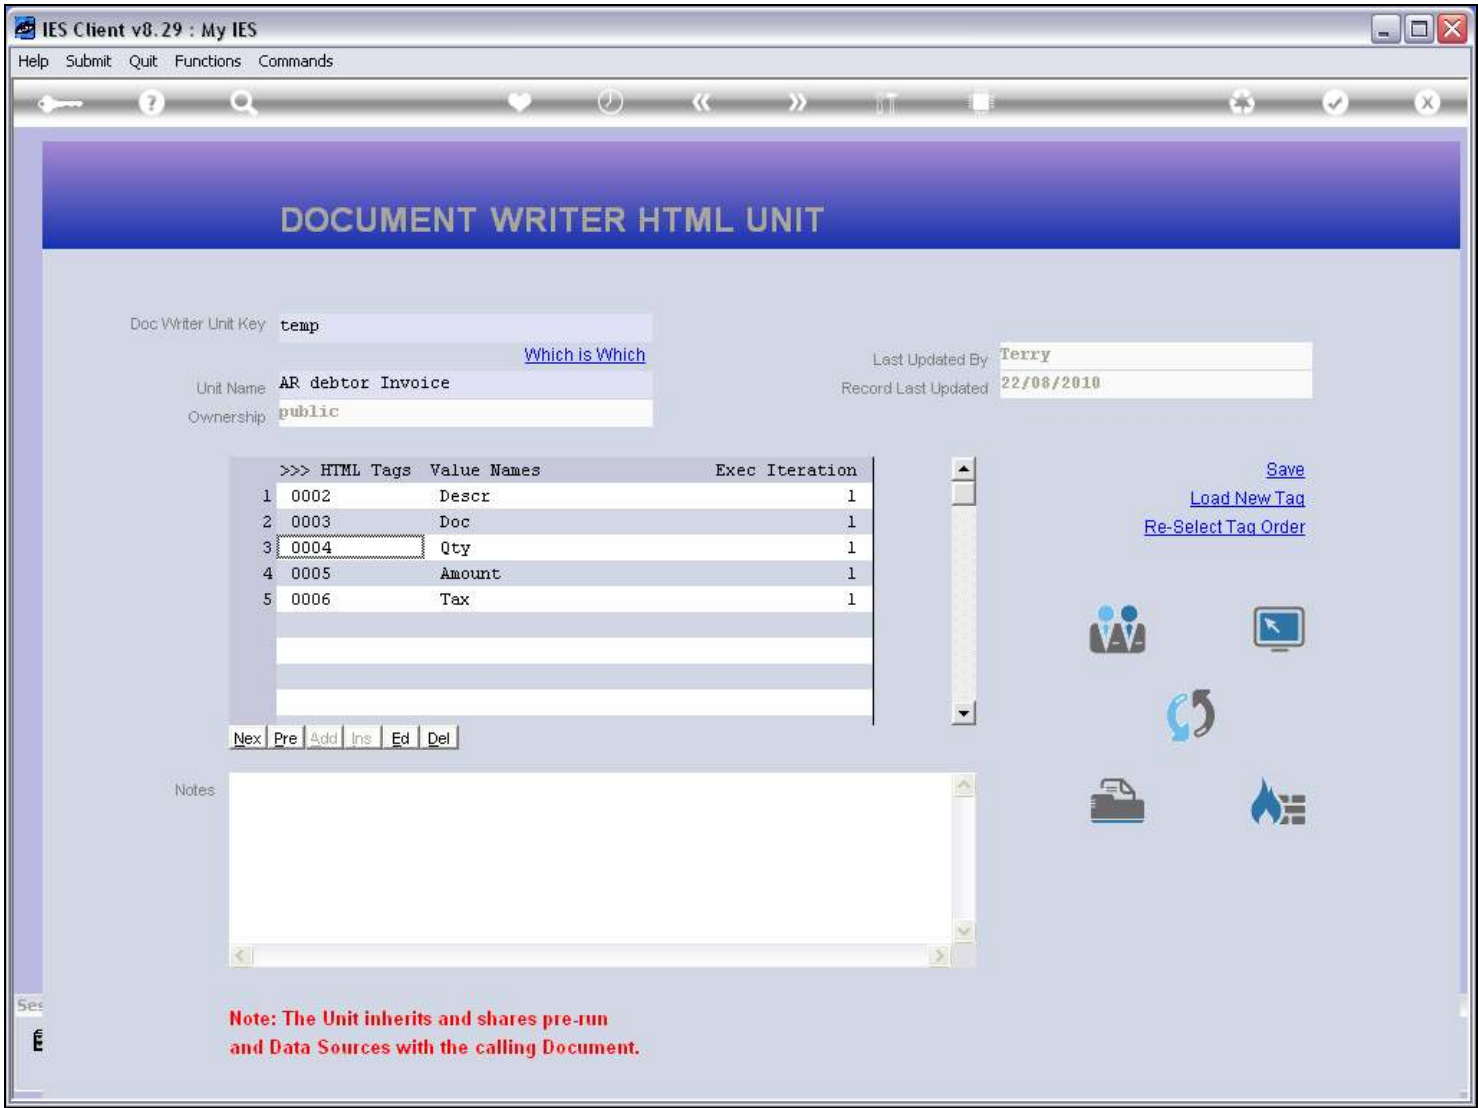 IES Client v8.29 : My IES
Help Submit Quit Functions Commands
DOCUMENT WRITER HTML UNIT
Doc Writer Unit Key temp
Which is Which
Last Updated By Terry
Unit Name AR debtor Invoice
Record Last Updated 22/08/2010
Ownership public
>>> HTML Tags Value Names Exec Iteration
1 0002 Descr 1
2 0003 Doc 1
3 0004 Qty 1
4 0005 Amount 1
5 0006 Tax 1
Save
Load New Tag
Re-Select Tag Order
Nex Pre Add Ins Ed Del
Notes
Ses
Note: The Unit inherits and shares pre-run
and Data Sources with the calling Document.